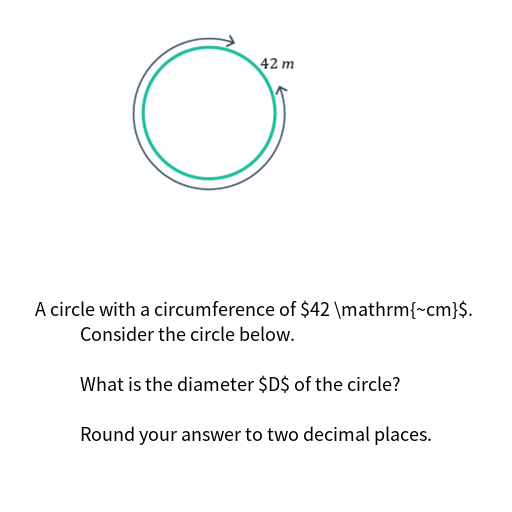 42 m
A circle with a circumference of $42 \mathrm{~cm}$.
Consider the circle below.
What is the diameter $D$ of the circle?
Round your answer to two decimal places.